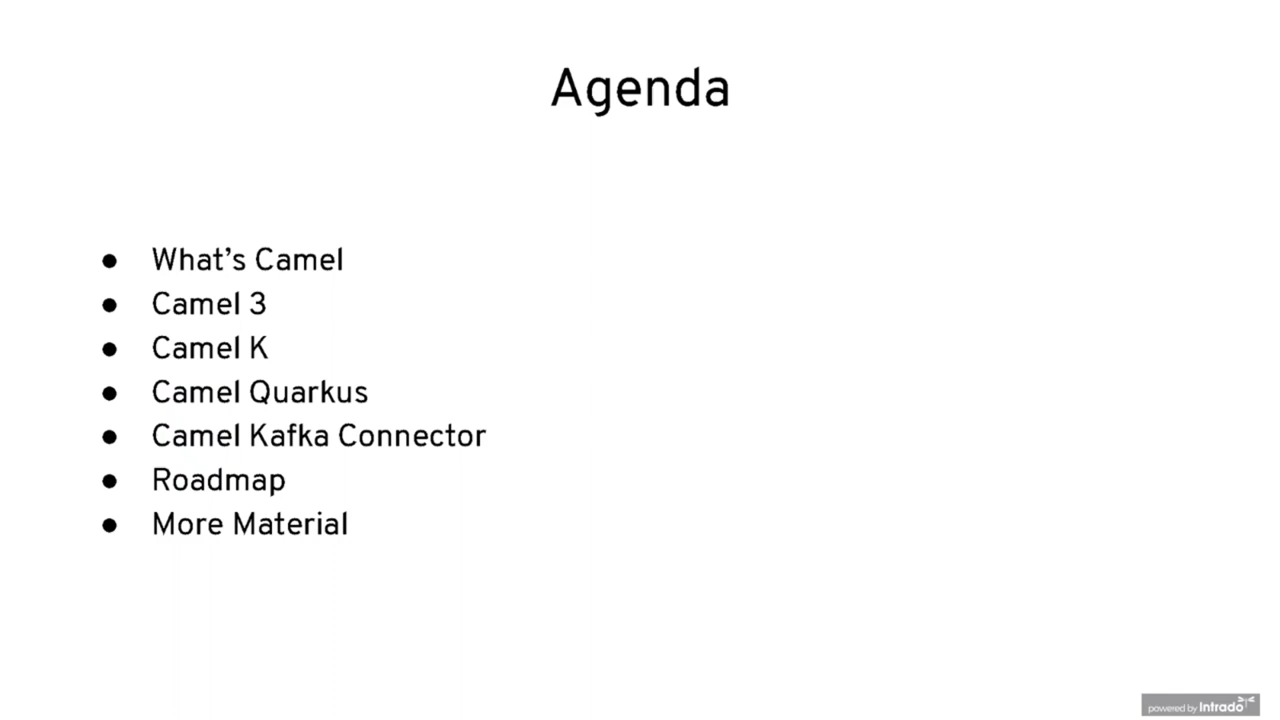 Agenda
● What’s Camel
● Camel 3
● Camel K
● Camel Quarkus
● Camel Kafka Connector
● Roadmap
● More Material
powered by Intrado